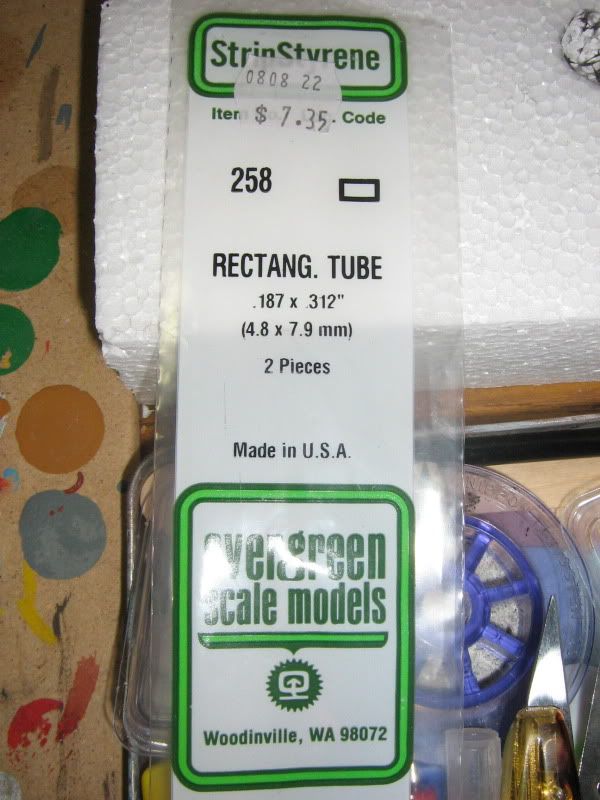 StripStyrene
0808 22
$ 7.35
Item Code
258
RECTANG. TUBE
.187 x .312"
(4.8 x 7.9 mm)
2 Pieces
Made in U.S.A.
evergreen
scale models
Woodinville, WA 98072